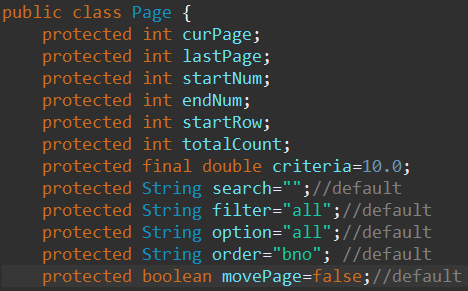 public class Page {
    protected int curPage;
    protected int lastPage;
    protected int startNum;
    protected int endNum;
    protected int startRow;
    protected int totalCount;
    protected final double criteria=10.0;
    protected String search="";//default
    protected String filter="all";//default
    protected String option="all";//default
    protected String order="bno"; //default
    protected boolean movePage=false;//default